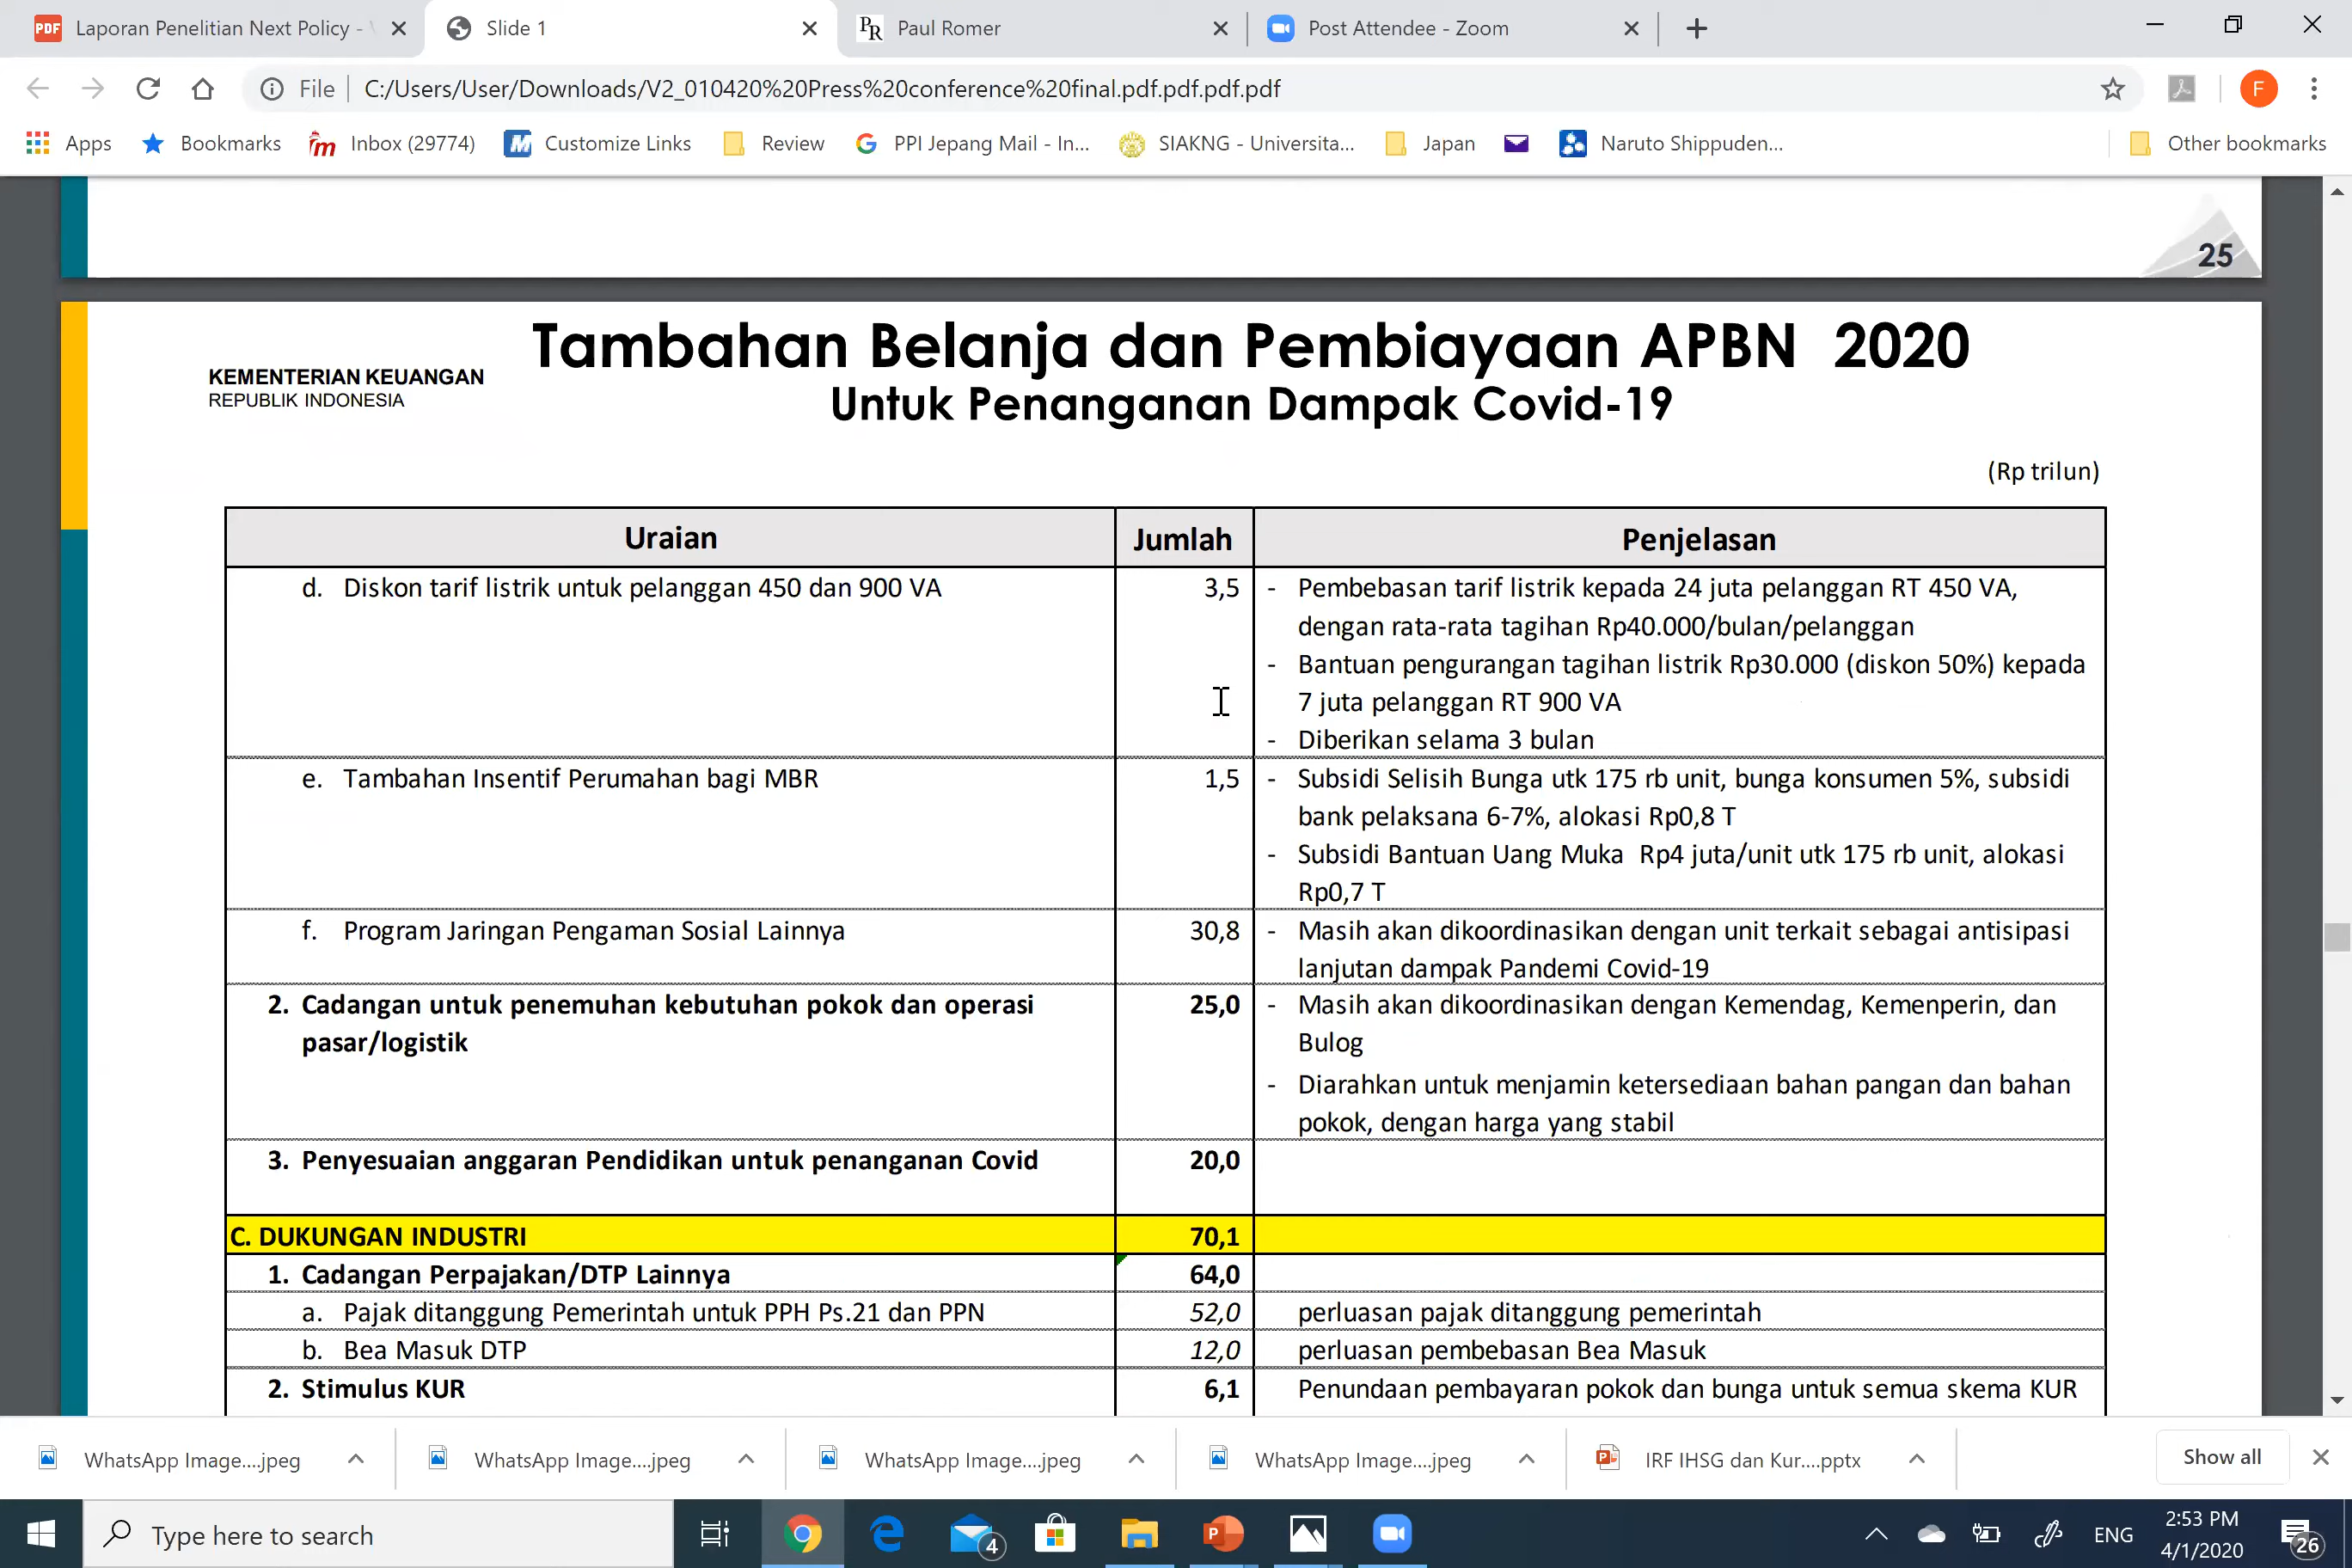 Laporan Penelitian Next Policy -
Slide 1
Paul Romer
Post Attendee - Zoom
File
C:/Users/User/Downloads/V2_010420%20Press%20conference%20final.pdf.pdf.pdf.pdf
F
Apps
Bookmarks
Inbox (29774)
Customize Links
Review
PPI Jepang Mail - In...
SIAKNG - Universita...
Japan
Naruto Shippuden...
Other bookmarks
25
Tambahan Belanja dan Pembiayaan APBN 2020
KEMENTERIAN KEUANGAN
REPUBLIK INDONESIA
Untuk Penanganan Dampak Covid-19
(Rp trilun)
Uraian Jumlah Penjelasan
d. Diskon tarif listrik untuk pelanggan 450 dan 900 VA 3,5 - Pembebasan tarif listrik kepada 24 juta pelanggan RT 450 VA,
dengan rata-rata tagihan Rp40.000/bulan/pelanggan
- Bantuan pengurangan tagihan listrik Rp30.000 (diskon 50%) kepada
7 juta pelanggan RT 900 VA
- Diberikan selama 3 bulan
e. Tambahan Insentif Perumahan bagi MBR 1,5 - Subsidi Selisih Bunga utk 175 rb unit, bunga konsumen 5%, subsidi
bank pelaksana 6-7%, alokasi Rp0,8 T
- Subsidi Bantuan Uang Muka Rp4 juta/unit utk 175 rb unit, alokasi
Rp0,7 T
f. Program Jaringan Pengaman Sosial Lainnya 30,8 - Masih akan dikoordinasikan dengan unit terkait sebagai antisipasi
lanjutan dampak Pandemi Covid-19
2. Cadangan untuk penemuhan kebutuhan pokok dan operasi 25,0 - Masih akan dikoordinasikan dengan Kemendag, Kemenperin, dan
pasar/logistik Bulog
- Diarahkan untuk menjamin ketersediaan bahan pangan dan bahan
pokok, dengan harga yang stabil
3. Penyesuaian anggaran Pendidikan untuk penanganan Covid 20,0
C. DUKUNGAN INDUSTRI 70,1
1. Cadangan Perpajakan/DTP Lainnya 64,0
a. Pajak ditanggung Pemerintah untuk PPH Ps.21 dan PPN 52,0 perluasan pajak ditanggung pemerintah
b. Bea Masuk DTP 12,0 perluasan pembebasan Bea Masuk
2. Stimulus KUR 6,1 Penundaan pembayaran pokok dan bunga untuk semua skema KUR
WhatsApp Image....jpeg
WhatsApp Image....jpeg
WhatsApp Image....jpeg
WhatsApp Image....jpeg
IRF IHSG dan Kur....pptx
Show all
Type here to search
4
ENG
2:53 PM
4/1/2020
26